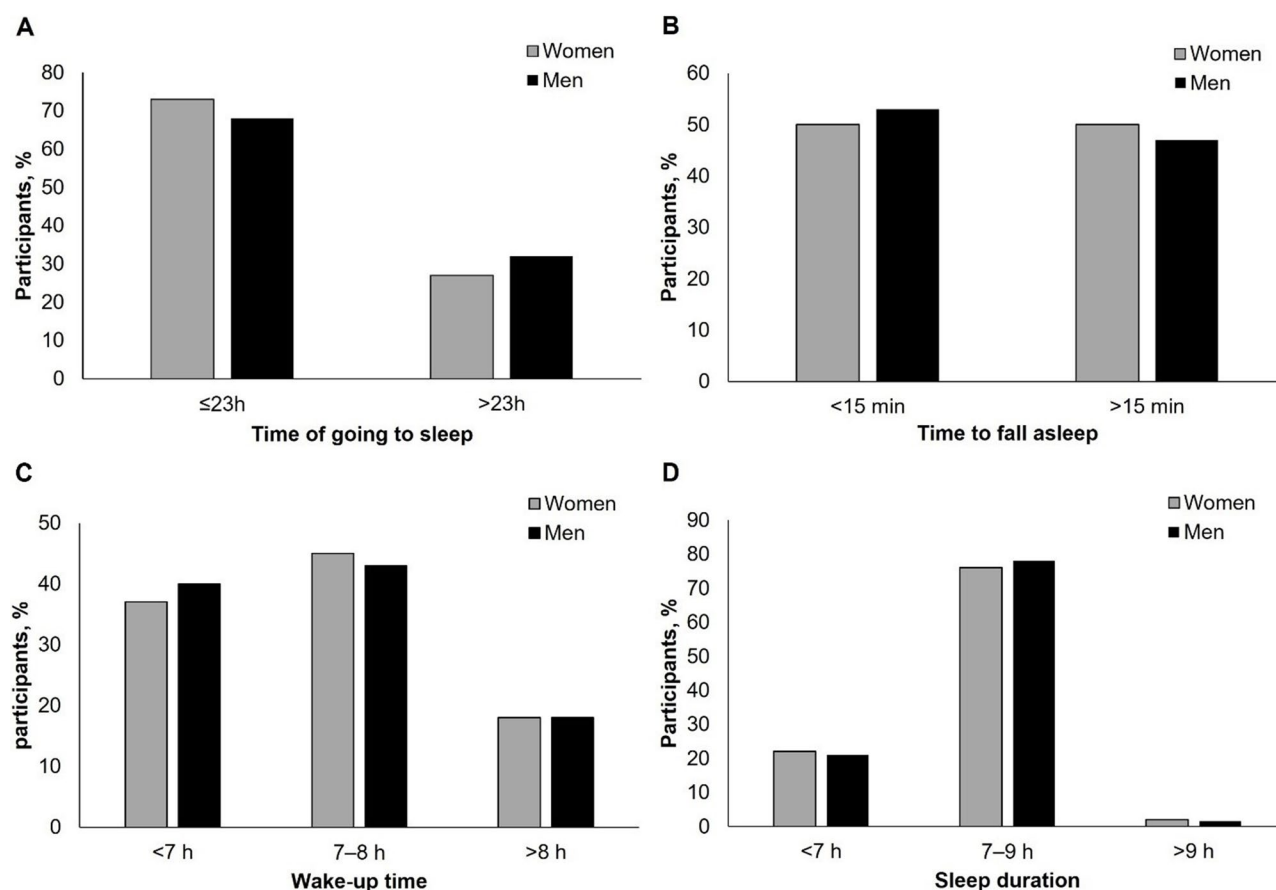 A
Women
Men
80
70
60
50
40
30
20
10
0
Participants, %
≤23h
>23h
Time of going to sleep
B
Women
Men
60
50
40
30
20
10
0
Participants, %
<15 min
>15 min
Time to fall asleep
C
Women
Men
50
40
30
20
10
0
participants, %
<7 h
7–8 h
>8 h
Wake-up time
D
Women
Men
90
80
70
60
50
40
30
20
10
0
Participants, %
<7 h
7–9 h
>9 h
Sleep duration